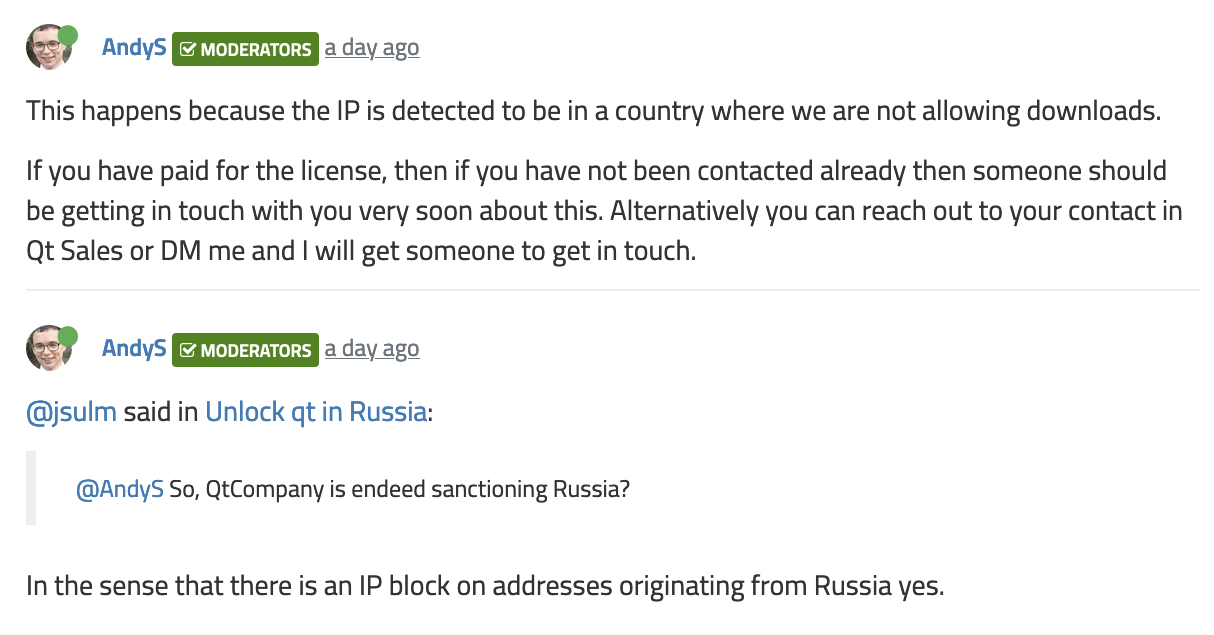 AndyS MODERATORS a day ago
This happens because the IP is detected to be in a country where we are not allowing downloads.
If you have paid for the license, then if you have not been contacted already then someone should
be getting in touch with you very soon about this. Alternatively you can reach out to your contact in
Qt Sales or DM me and I will get someone to get in touch.
AndyS MODERATORS a day ago
@jsulm said in Unlock qt in Russia:
@AndyS So, QtCompany is endeed sanctioning Russia?
In the sense that there is an IP block on addresses originating from Russia yes.